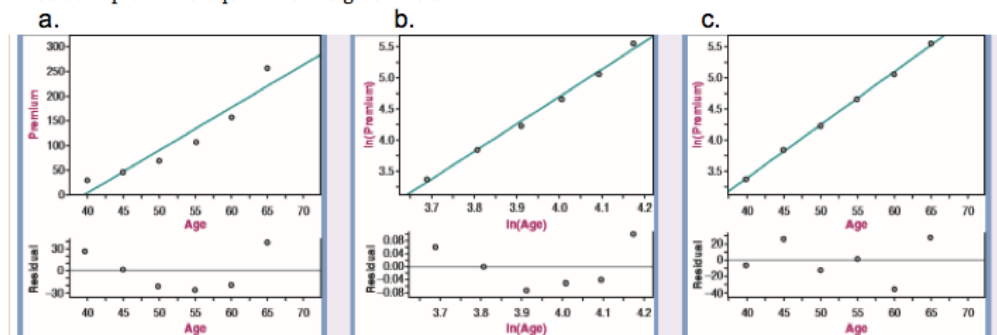 a.
300
250
200
150
100
50
0
Premium
40 45 50 55 60 65 70
Age
30
0
-30
Residual
40 45 50 55 60 65 70
Age
b.
5.5
5.0
4.5
4.0
3.5
ln(Premium)
3.7 3.8 3.9 4.0 4.1 4.2
ln(Age)
0.08
0.04
0.00
-0.04
-0.08
Residual
3.7 3.8 3.9 4.0 4.1 4.2
ln(Age)
c.
5.5
5.0
4.5
4.0
3.5
ln(Premium)
40 45 50 55 60 65 70
Age
20
0
-20
-40
Residual
40 45 50 55 60 65 70
Age